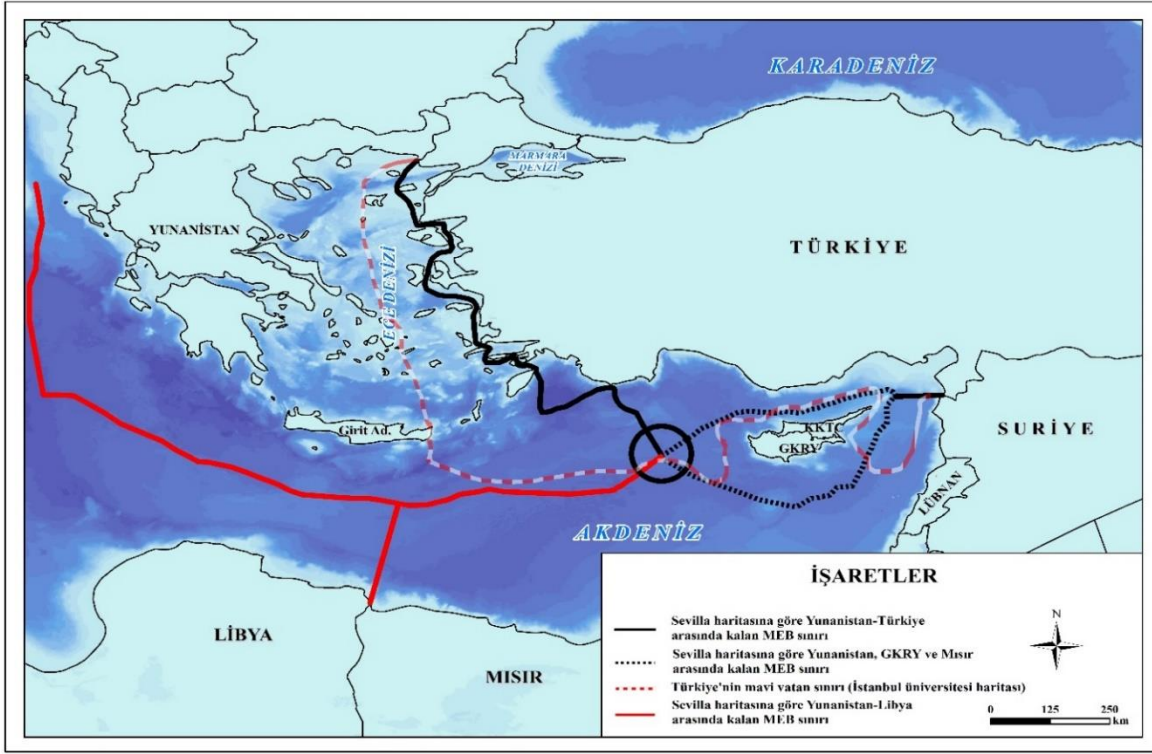 KARADENİZ
MARMARA
DENİZİ
YUNANİSTAN
EGE DENİZİ
TÜRKİYE
Girit Ad.
KKTC
GKRY
SURİYE
LÜBNAN
AKDENİZ
LİBYA
MISIR
İŞARETLER
Sevilla haritasına göre Yunanistan-Türkiye
arasında kalan MEB sınırı
Sevilla haritasına göre Yunanistan, GKRY ve Mısır
arasında kalan MEB sınırı
Türkiye'nin mavi vatan sınırı (İstanbul üniversitesi haritası)
Sevilla haritasına göre Yunanistan-Libya
arasında kalan MEB sınırı
N
0 125 250
km